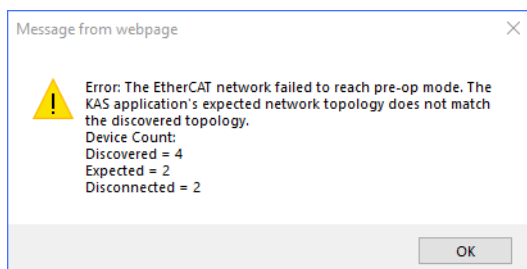 Message from webpage
Error: The EtherCAT network failed to reach pre-op mode. The
KAS application's expected network topology does not match
the discovered topology.
Device Count:
Discovered = 4
Expected = 2
Disconnected = 2
OK